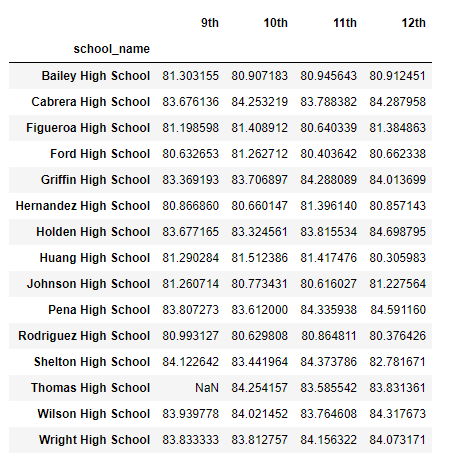 9th 10th 11th 12th
school_name
Bailey High School 81.303155 80.907183 80.945643 80.912451
Cabrera High School 83.676136 84.253219 83.788382 84.287958
Figueroa High School 81.198598 81.408912 80.640339 81.384863
Ford High School 80.632653 81.262712 80.403642 80.662338
Griffin High School 83.369193 83.706897 84.288089 84.013699
Hernandez High School 80.866860 80.660147 81.396140 80.857143
Holden High School 83.677165 83.324561 83.815534 84.698795
Huang High School 81.290284 81.512386 81.417476 80.305983
Johnson High School 81.260714 80.773431 80.616027 81.227564
Pena High School 83.807273 83.612000 84.335938 84.591160
Rodriguez High School 80.993127 80.629808 80.864811 80.376426
Shelton High School 84.122642 83.441964 84.373786 82.781671
Thomas High School NaN 84.254157 83.585542 83.831361
Wilson High School 83.939778 84.021452 83.764608 84.317673
Wright High School 83.833333 83.812757 84.156322 84.073171